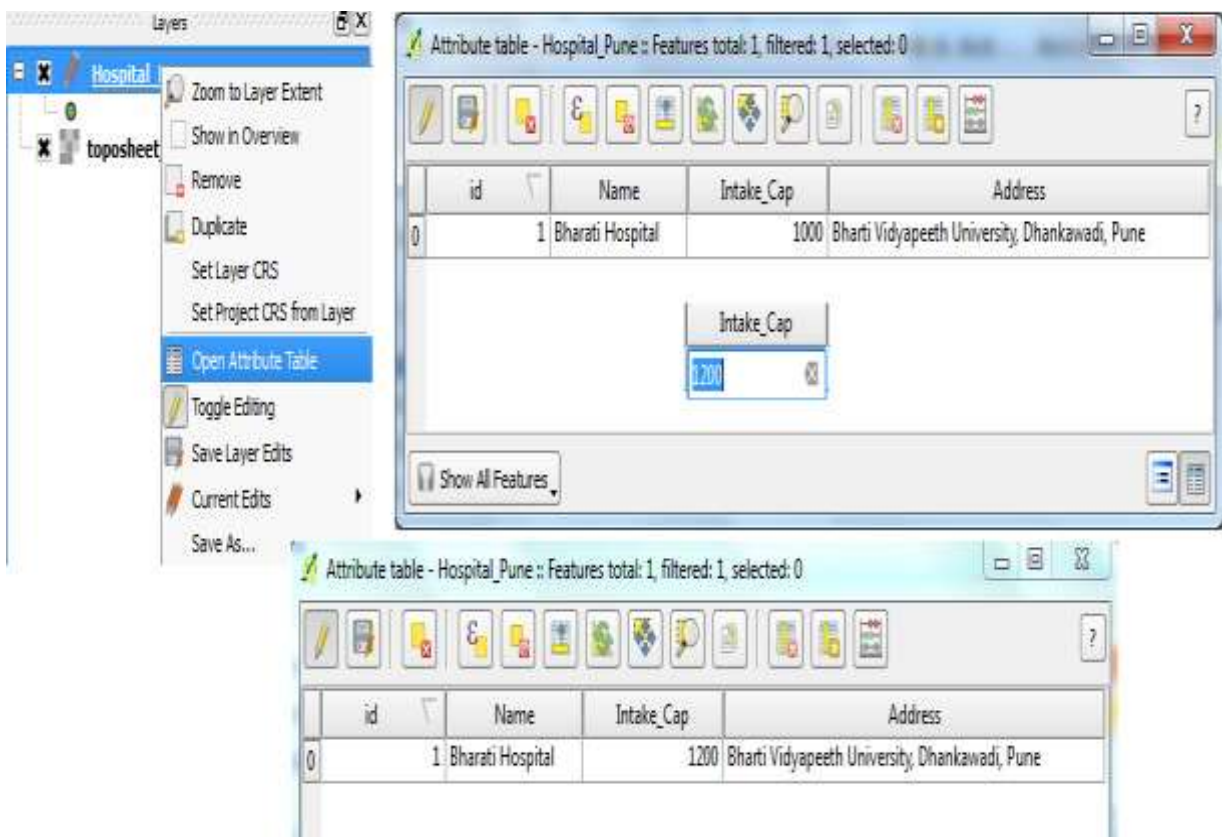 Layers
Hospital
toposheet
Zoom to Layer Extent
Show in Overview
Remove
Duplicate
Set Layer CRS
Set Project CRS from Layer
Open Attribute Table
Toggle Editing
Save Layer Edits
Current Edits
Save As...
Attribute table - Hospital_Pune :: Features total: 1, filtered: 1, selected: 0
?
id Name Intake_Cap Address
0 1 Bharati Hospital 1000 Bharti Vidyapeeth University, Dhankawadi, Pune
Intake_Cap
1200
Show All Features
Attribute table - Hospital_Pune :: Features total: 1, filtered: 1, selected: 0
?
id Name Intake_Cap Address
0 1 Bharati Hospital 1200 Bharti Vidyapeeth University, Dhankawadi, Pune